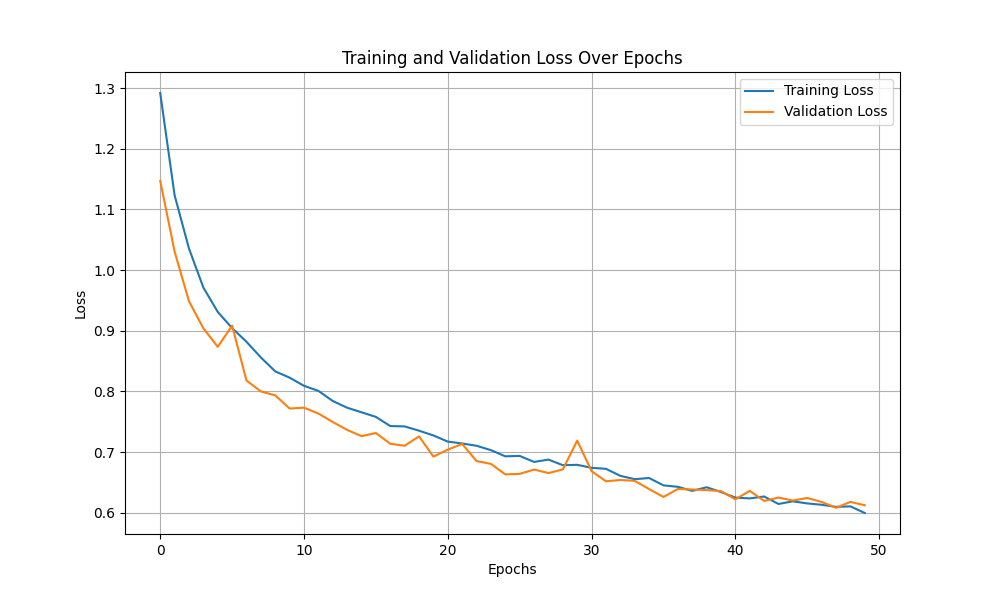 Training and Validation Loss Over Epochs
Training Loss
Validation Loss
Loss
1.3
1.2
1.1
1.0
0.9
0.8
0.7
0.6
0 10 20 30 40 50
Epochs